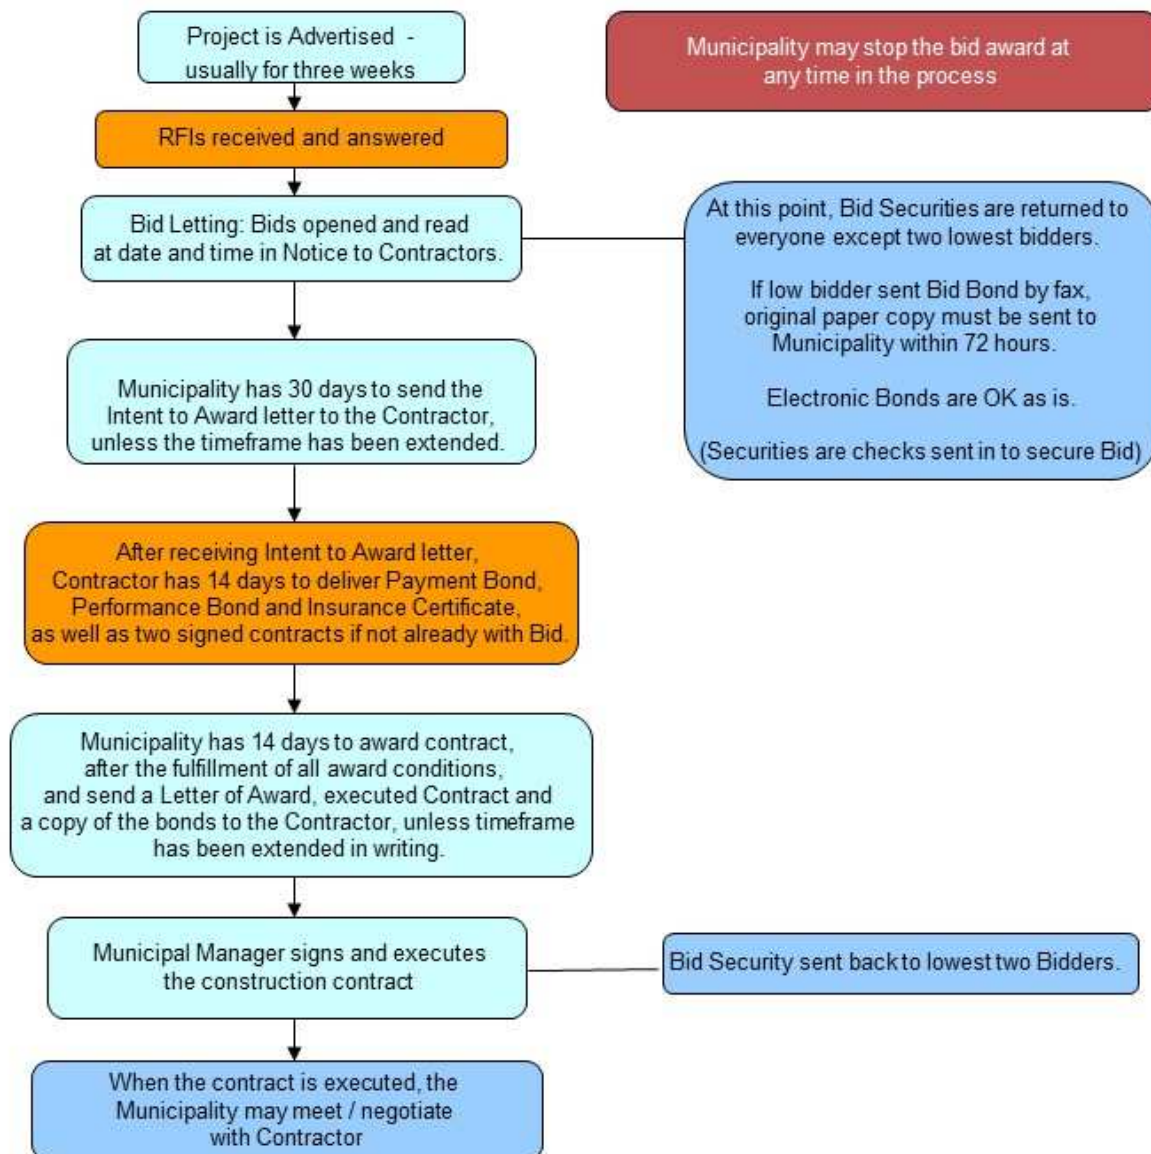 Project is Advertised -
usually for three weeks
Municipality may stop the bid award at
any time in the process
RFIs received and answered
Bid Letting: Bids opened and read
at date and time in Notice to Contractors.
At this point, Bid Securities are returned to
everyone except two lowest bidders.
If low bidder sent Bid Bond by fax,
original paper copy must be sent to
Municipality within 72 hours.
Electronic Bonds are OK as is.
(Securities are checks sent in to secure Bid)
Municipality has 30 days to send the
Intent to Award letter to the Contractor,
unless the timeframe has been extended.
After receiving Intent to Award letter,
Contractor has 14 days to deliver Payment Bond,
Performance Bond and Insurance Certificate,
as well as two signed contracts if not already with Bid.
Municipality has 14 days to award contract,
after the fulfillment of all award conditions,
and send a Letter of Award, executed Contract and
a copy of the bonds to the Contractor, unless timeframe
has been extended in writing.
Municipal Manager signs and executes
the construction contract
Bid Security sent back to lowest two Bidders.
When the contract is executed, the
Municipality may meet / negotiate
with Contractor